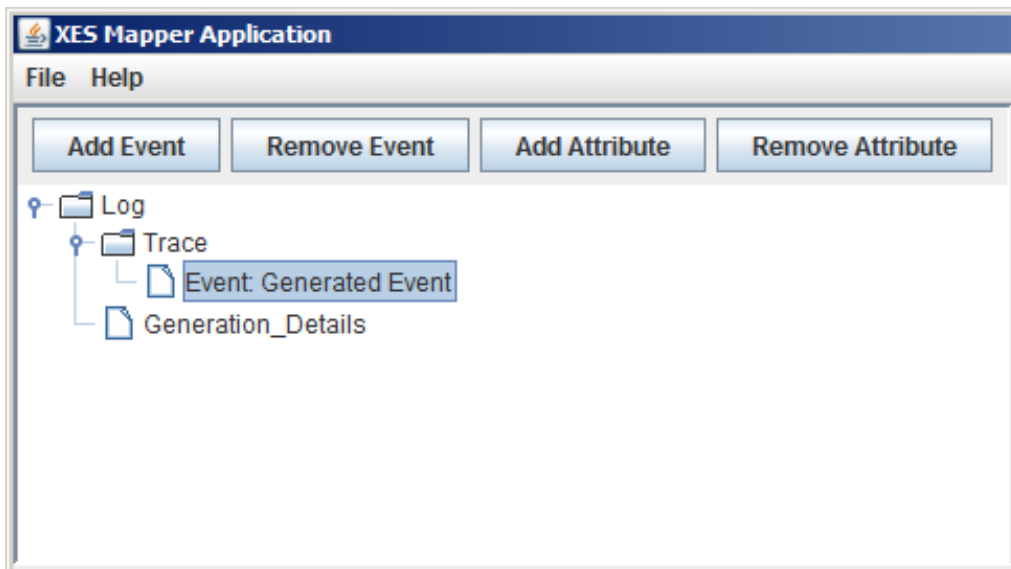 XES Mapper Application
File Help
Add Event Remove Event Add Attribute Remove Attribute
Log
Trace
Event: Generated Event
Generation_Details